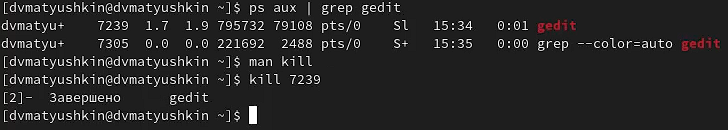 [dvmatyushkin@dvmatyushkin ~]$ ps aux | grep gedit
dvmatyu+    7239  1.7  1.9 795732 79108 pts/0    Sl   15:34   0:01 gedit
dvmatyu+    7305  0.0  0.0 221692  2488 pts/0    S+   15:35   0:00 grep --color=auto gedit
[dvmatyushkin@dvmatyushkin ~]$ man kill
[dvmatyushkin@dvmatyushkin ~]$ kill 7239
[2]-  Завершено      gedit
[dvmatyushkin@dvmatyushkin ~]$